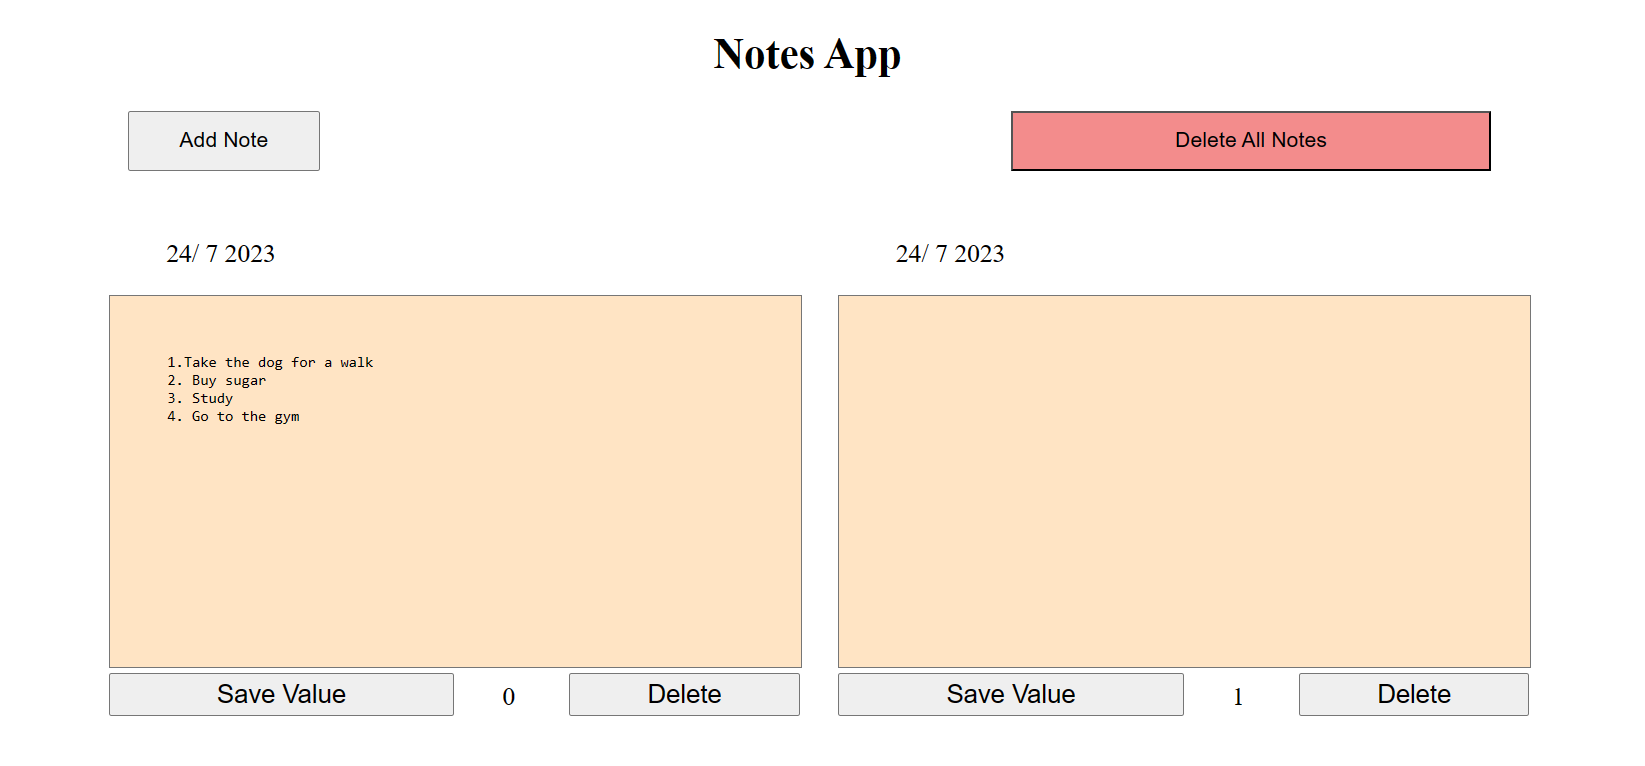 Notes App
Add Note
Delete All Notes
24/ 7 2023
24/ 7 2023
1.Take the dog for a walk
2. Buy sugar
3. Study
4. Go to the gym
Save Value
0
Delete
Save Value
1
Delete